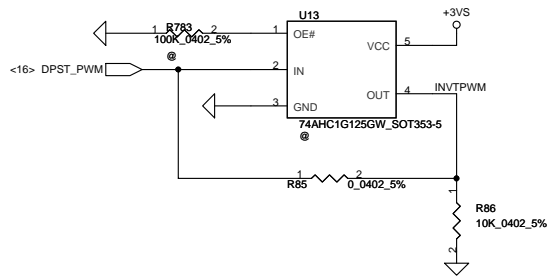 U13
+3VS
R783
1 2 1 OE#
100K_0402_5%
VCC 5
@
<16> DPST_PWM 2 IN
OUT 4 INVTPWM
3 GND
74AHC1G125GW_SOT353-5
@
1 2
R85 0_0402_5%
1
R86
10K_0402_5%
2